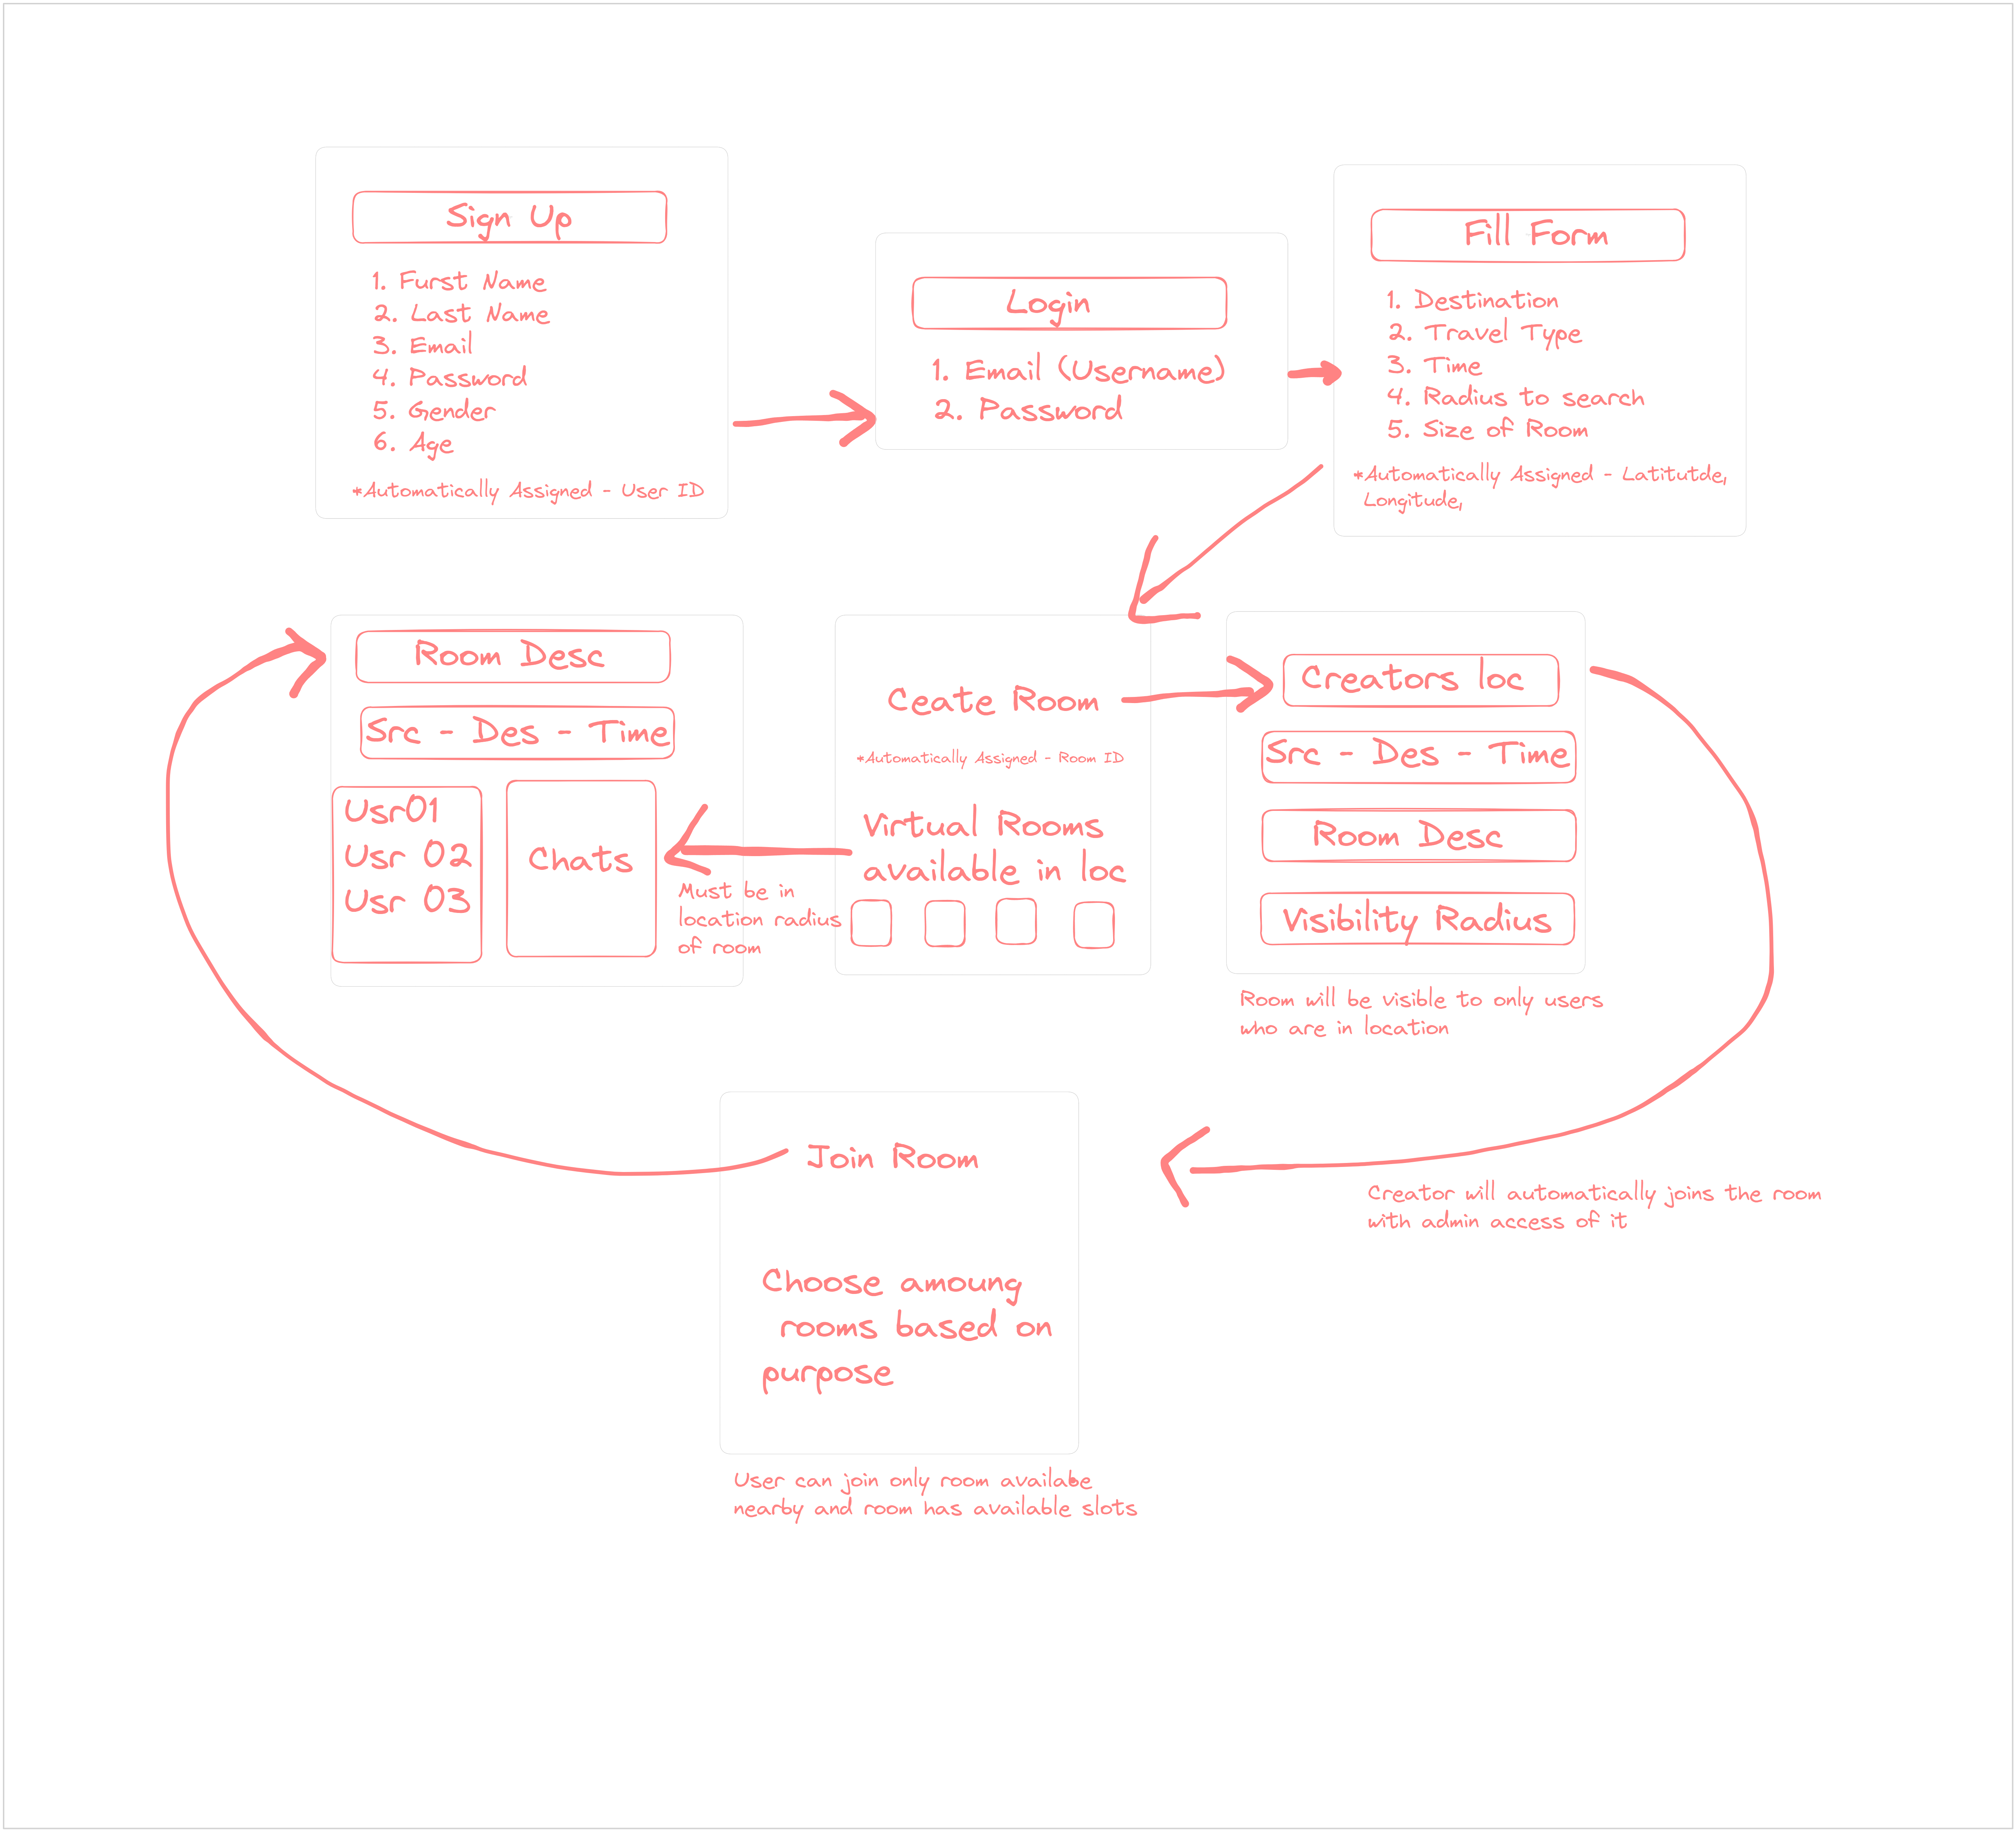 Sign Up
1. Furst Name
2. Last Name
3. Email
4. Password
5. Gender
6. Age
*Automatically Assigned - User ID
Login
1. Email (Username)
2. Password
Fill Form
1. Destination
2. Travel Type
3. Time
4. Radius to search
5. Size of Room
*Automatically Assigned - Latitutde,
Longitude,
Room Desc
Src - Des - Time
Usr01
Usr 02
Usr 03
Chats
Must be in
location radius
of room
Ceate Room
*Automatically Assigned - Room ID
Virtual Rooms
available in loc
Creators loc
Src - Des - Time
Room Desc
Visibility Radius
Room will be visible to only users
who are in location
Join Room
Choose amoung
rooms based on
purpose
User can join only room availabe
nearby and room has available slots
Creator will automatically joins the room
with admin access of it